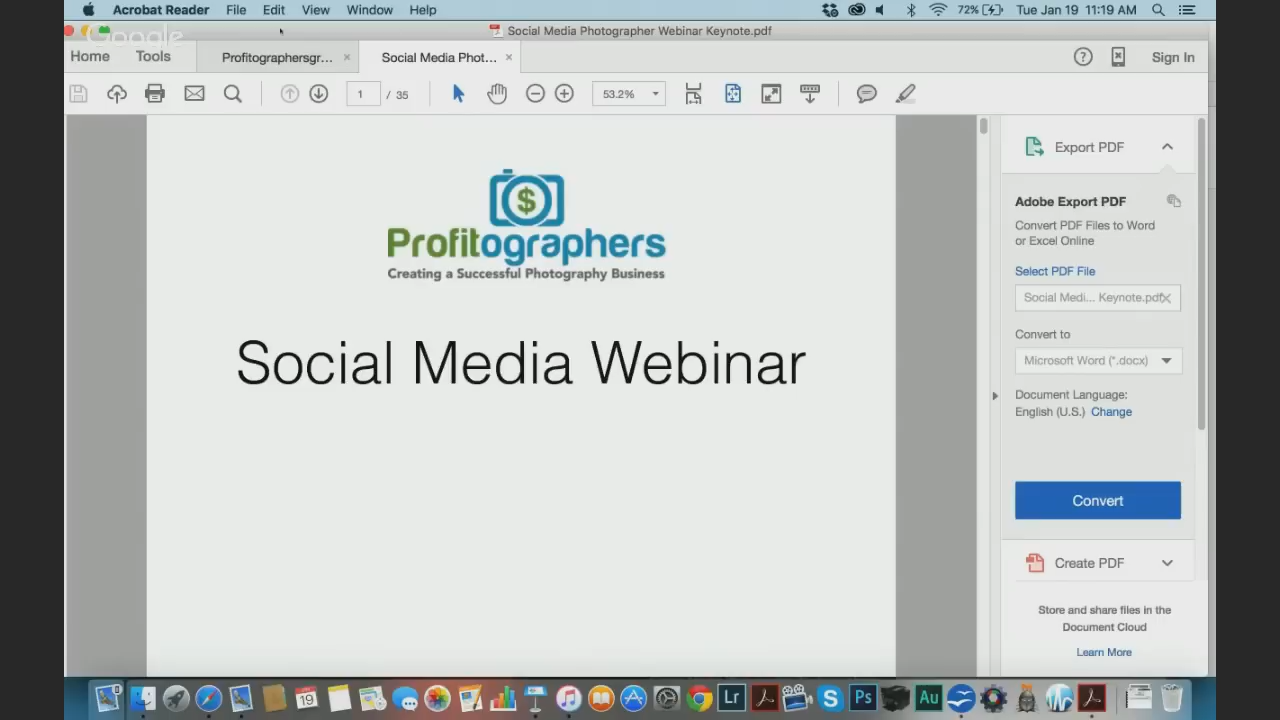 Acrobat Reader File Edit View Window Help 72% Tue Jan 19 11:19 AM
Google
Social Media Photographer Webinar Keynote.pdf
Home Tools Profitographersgr... × Social Media Phot... × Sign In
1 / 35 53.2%
Export PDF
$
Profitographers
Creating a Successful Photography Business
Social Media Webinar
Adobe Export PDF
Convert PDF Files to Word
or Excel Online
Select PDF File
Social Medi... Keynote.pdf
Convert to
Microsoft Word (*.docx)
Document Language:
English (U.S.) Change
Convert
Create PDF
Store and share files in the
Document Cloud
Learn More
19 Lr S Ps Au